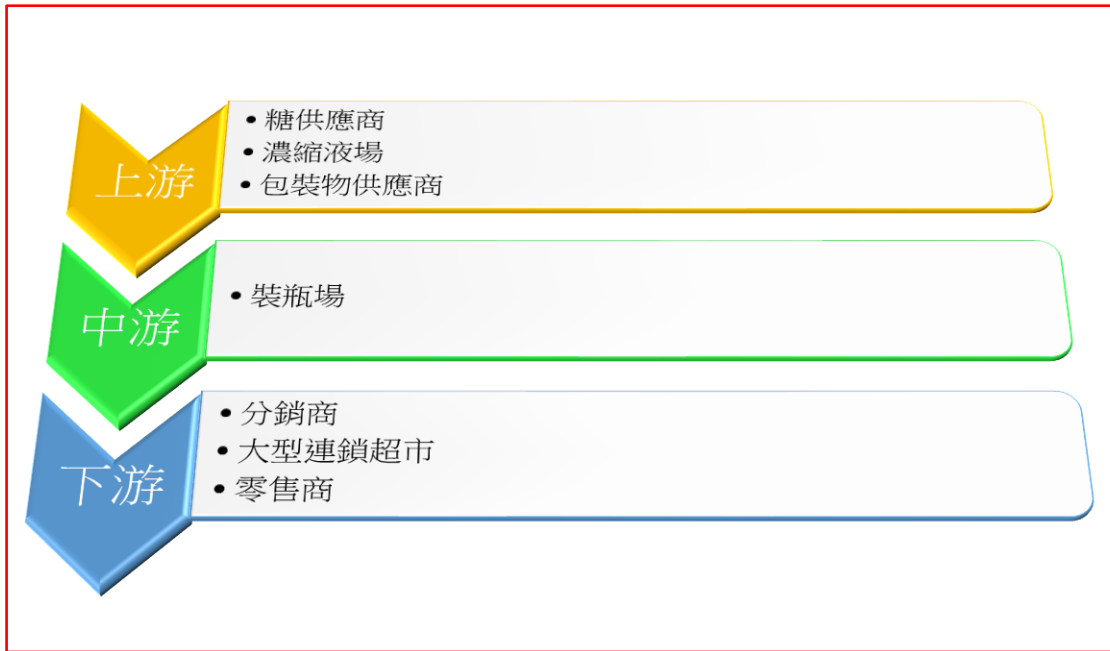 上游
• 糖供應商
• 濃縮液場
• 包裝物供應商
中游
• 裝瓶場
下游
• 分銷商
• 大型連鎖超市
• 零售商